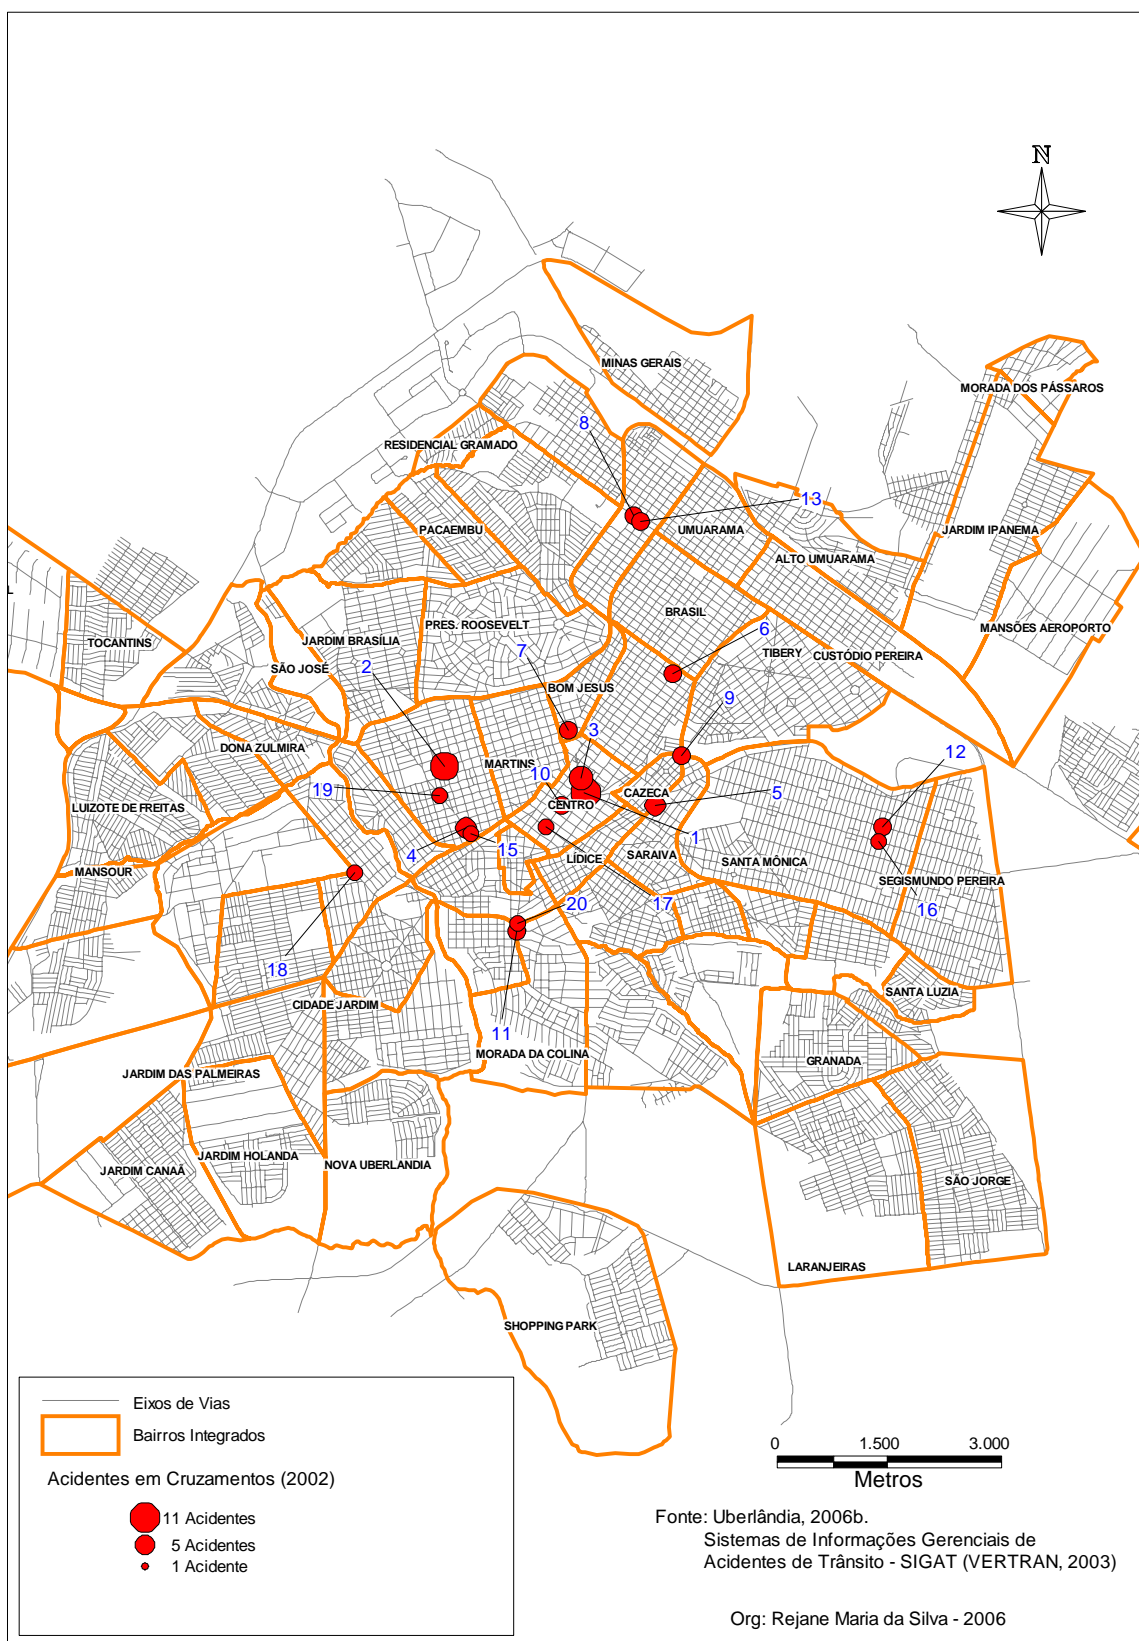 N
MINAS GERAIS
MORADA DOS PÁSSAROS
8
RESIDENCIAL GRAMADO
13
PACAEMBU
UMUARAMA
JARDIM IPANEMA
ALTO UMUARAMA
L
BRASIL
PRES. ROOSEVELT
MANSÕES AEROPORTO
TOCANTINS
JARDIM BRASÍLIA
6
7
TIBERY
CUSTÓDIO PEREIRA
2
SÃO JOSÉ
BOM JESUS
9
3
DONA ZULMIRA
12
MARTINS
10
19
CAZECA
5
LUIZOTE DE FREITAS
CENTRO
1
4
15
LÍDICE
SARAIVA
SANTA MÔNICA
MANSOUR
SEGISMUNDO PEREIRA
20
17
16
18
SANTA LUZIA
CIDADE JARDIM
11
MORADA DA COLINA
GRANADA
JARDIM DAS PALMEIRAS
JARDIM HOLANDA
NOVA UBERLANDIA
JARDIM CANAÃ
SÃO JORGE
LARANJEIRAS
SHOPPING PARK
Eixos de Vias
Bairros Integrados
Acidentes em Cruzamentos (2002)
11 Acidentes
5 Acidentes
1 Acidente
0 1.500 3.000
Metros
Fonte: Uberlândia, 2006b.
Sistemas de Informações Gerenciais de
Acidentes de Trânsito - SIGAT (VERTRAN, 2003)
Org: Rejane Maria da Silva - 2006